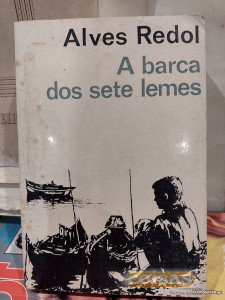 Alves Redol
A barca
dos sete lemes